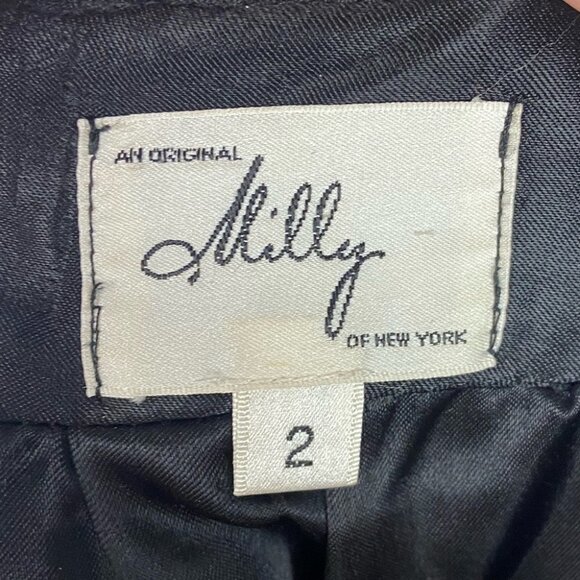 AN ORIGINAL
Milly
OF NEW YORK
2